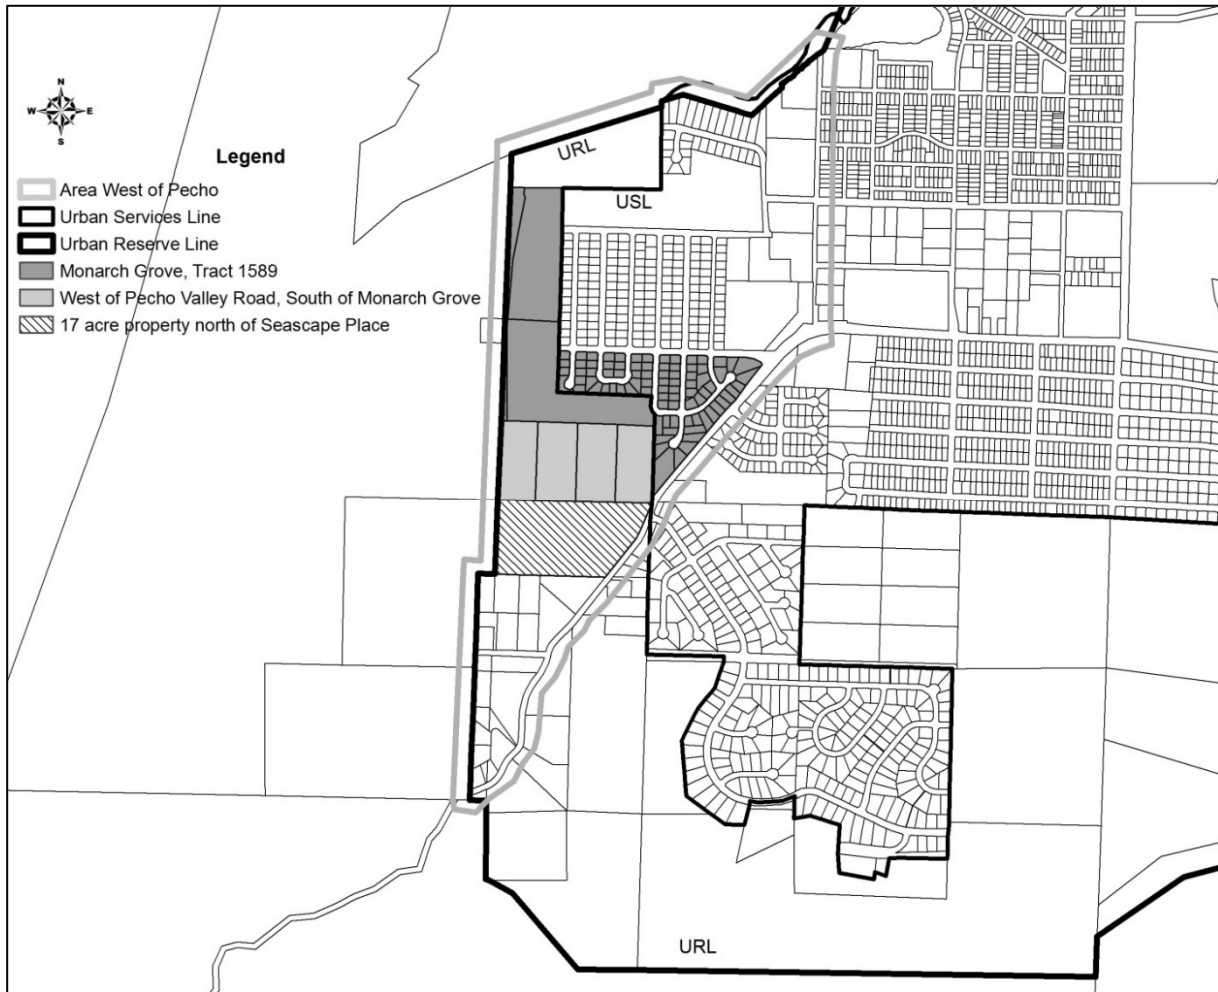 N
W E
S
Legend
Area West of Pecho
Urban Services Line
Urban Reserve Line
Monarch Grove, Tract 1589
West of Pecho Valley Road, South of Monarch Grove
17 acre property north of Seascape Place
URL
USL
URL